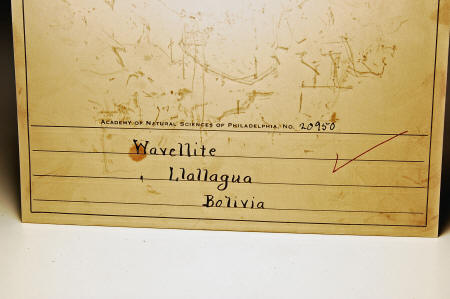 Academy of Natural Sciences of Philadelphia, No. 20950
Wavellite
Llallagua
Bolivia